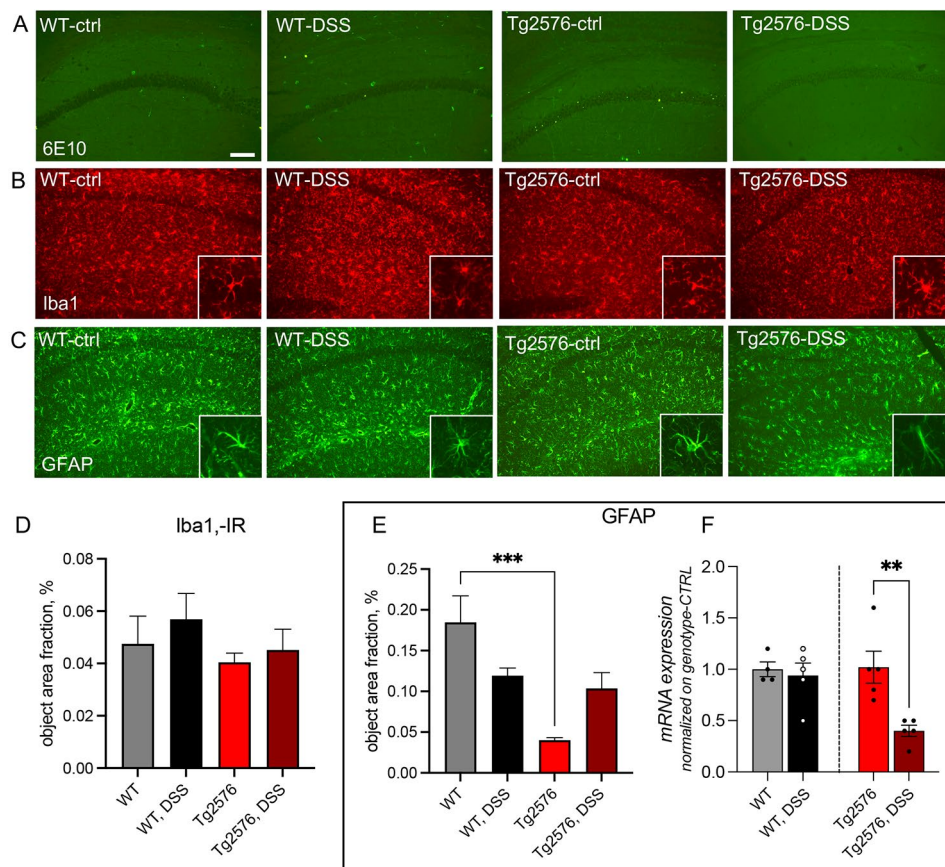 A WT-ctrl WT-DSS Tg2576-ctrl Tg2576-DSS
6E10
B WT-ctrl WT-DSS Tg2576-ctrl Tg2576-DSS
Iba1
C WT-ctrl WT-DSS Tg2576-ctrl Tg2576-DSS
GFAP
D Iba1,-IR
object area fraction, %
0.08
0.06
0.04
0.02
0.00
WT
WT, DSS
Tg2576
Tg2576, DSS
GFAP
E
object area fraction, %
0.25
0.20
0.15
0.10
0.05
0.00
***
WT
WT, DSS
Tg2576
Tg2576, DSS
F
mRNA expression
normalized on genotype-CTRL
2.0
1.5
1.0
0.5
0.0
**
WT
WT, DSS
Tg2576
Tg2576, DSS